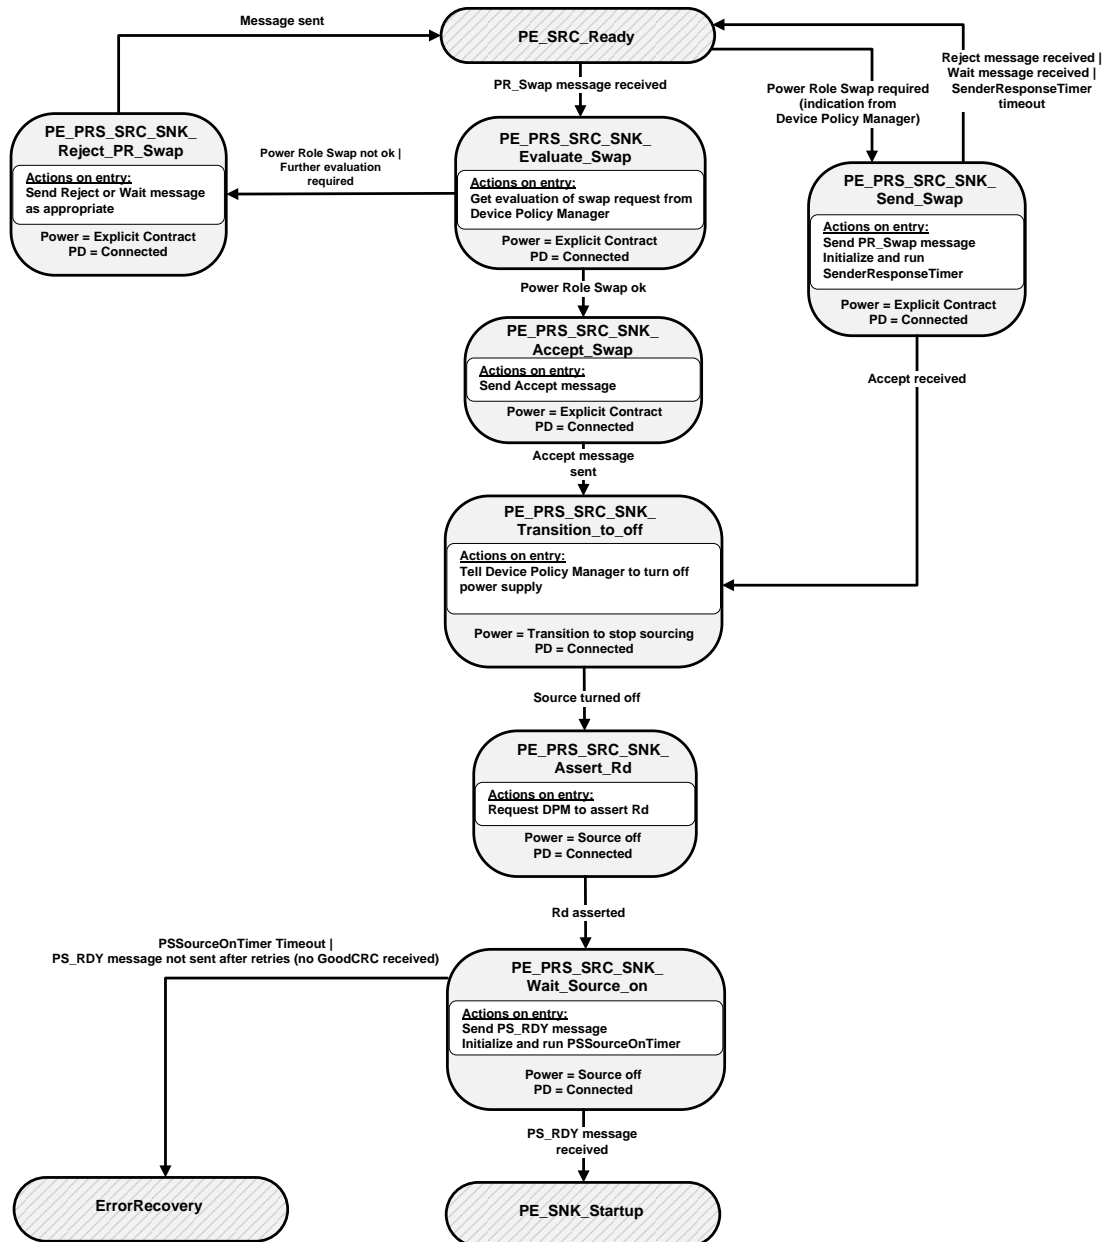 Message sent
PE_SRC_Ready
Reject message received |
Wait message received |
SenderResponseTimer
timeout
PR_Swap message received
Power Role Swap required
(indication from
Device Policy Manager)
PE_PRS_SRC_SNK_
Reject_PR_Swap
Actions on entry:
Send Reject or Wait message
as appropriate
Power = Explicit Contract
PD = Connected
Power Role Swap not ok |
Further evaluation
required
PE_PRS_SRC_SNK_
Evaluate_Swap
Actions on entry:
Get evaluation of swap request from
Device Policy Manager
Power = Explicit Contract
PD = Connected
PE_PRS_SRC_SNK_
Send_Swap
Actions on entry:
Send PR_Swap message
Initialize and run
SenderResponseTimer
Power = Explicit Contract
PD = Connected
Power Role Swap ok
PE_PRS_SRC_SNK_
Accept_Swap
Actions on entry:
Send Accept message
Power = Explicit Contract
PD = Connected
Accept received
Accept message
sent
PE_PRS_SRC_SNK_
Transition_to_off
Actions on entry:
Tell Device Policy Manager to turn off
power supply
Power = Transition to stop sourcing
PD = Connected
Source turned off
PE_PRS_SRC_SNK_
Assert_Rd
Actions on entry:
Request DPM to assert Rd
Power = Source off
PD = Connected
Rd asserted
PSSourceOnTimer Timeout |
PS_RDY message not sent after retries (no GoodCRC received)
PE_PRS_SRC_SNK_
Wait_Source_on
Actions on entry:
Send PS_RDY message
Initialize and run PSSourceOnTimer
Power = Source off
PD = Connected
PS_RDY message
received
ErrorRecovery
PE_SNK_Startup